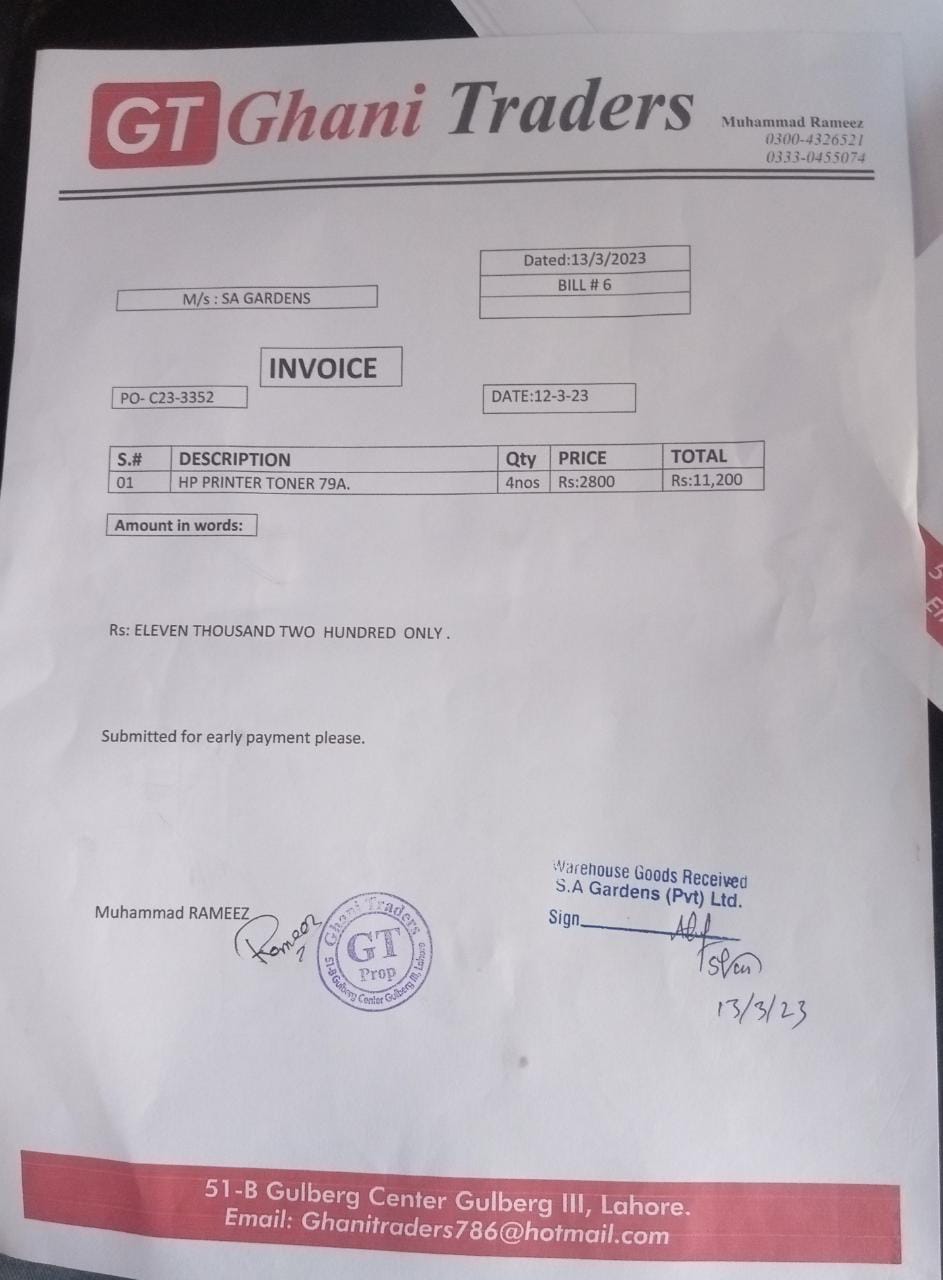 GT Ghani Traders
Muhammad Rameez
0300-4326521
0333-0455074
Dated:13/3/2023
BILL # 6
M/s : SA GARDENS
INVOICE
PO- C23-3352
DATE:12-3-23
S.# DESCRIPTION Qty PRICE TOTAL
01 HP PRINTER TONER 79A. 4nos Rs:2800 Rs:11,200
Amount in words:
Rs: ELEVEN THOUSAND TWO HUNDRED ONLY .
Submitted for early payment please.
Warehouse Goods Received
S.A Gardens (Pvt) Ltd.
Sign
13/3/23
Muhammad RAMEEZ
Rameez
Ghani Traders
GT
Prop
51-B Gulberg Center Gulberg III, Lahore
51-B Gulberg Center Gulberg III, Lahore.
Email: Ghanitraders786@hotmail.com